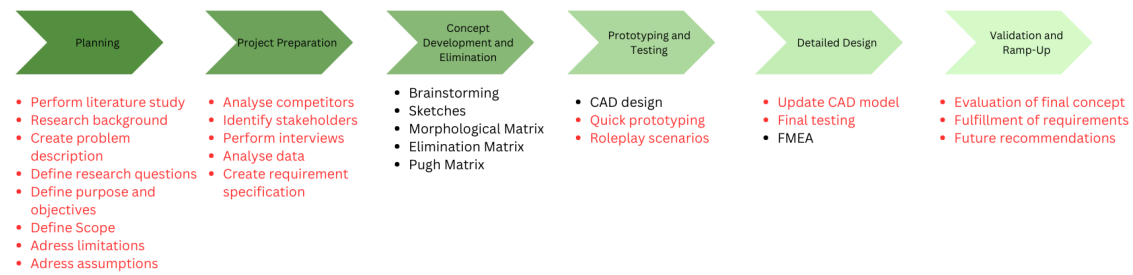 Planning
Perform literature study
Research background
Create problem
description
Define research questions
Define purpose and
objectives
Define Scope
Adress limitations
Adress assumptions
Project Preparation
Analyse competitors
Identify stakeholders
Perform interviews
Analyse data
Create requirement
specification
Concept
Development and
Elimination
Brainstorming
Sketches
Morphological Matrix
Elimination Matrix
Pugh Matrix
Prototyping and
Testing
CAD design
Quick prototyping
Roleplay scenarios
Detailed Design
Update CAD model
Final testing
FMEA
Validation and
Ramp-Up
Evaluation of final concept
Fulfillment of requirements
Future recommendations